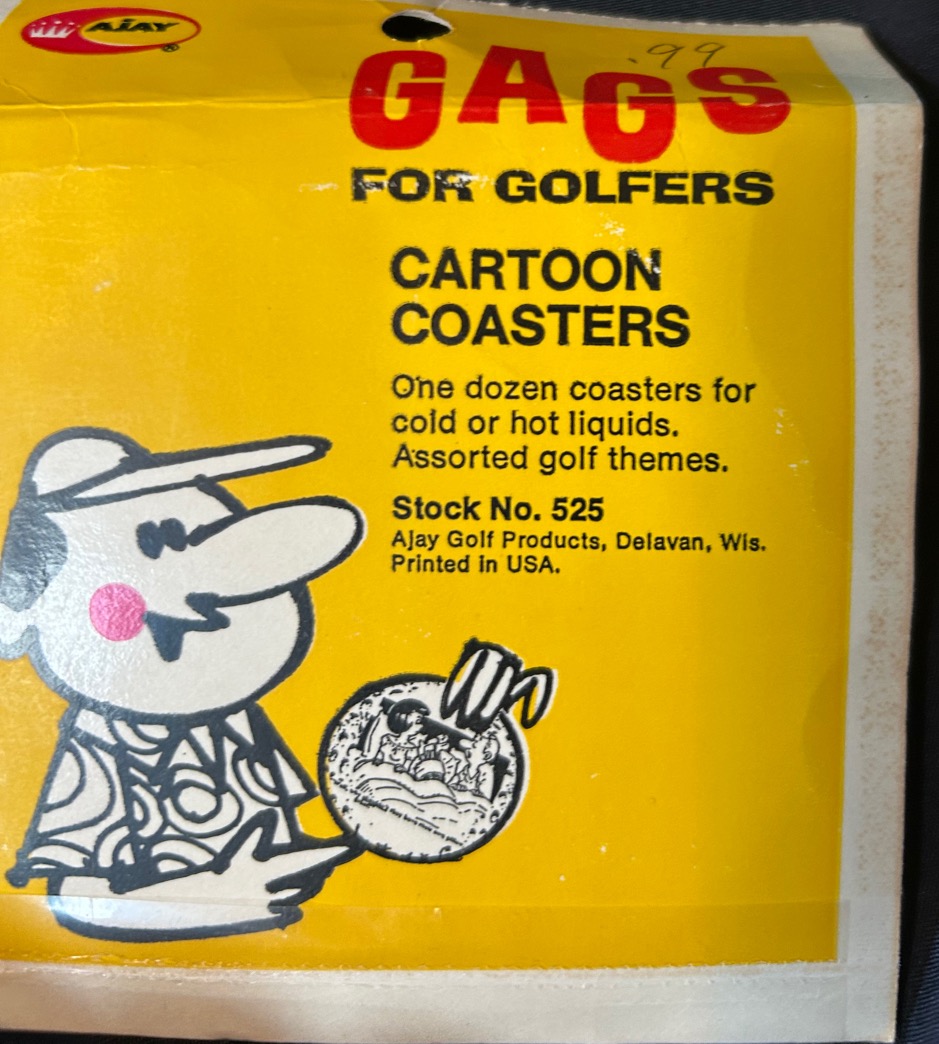 AJAY
®
.99
GAGS
FOR GOLFERS
CARTOON
COASTERS
One dozen coasters for
cold or hot liquids.
Assorted golf themes.
Stock No. 525
Ajay Golf Products, Delavan, Wis.
Printed in USA.